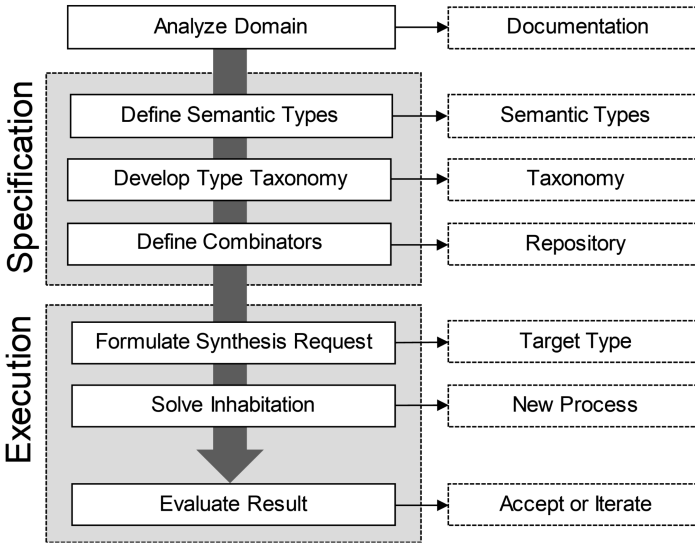 Analyze Domain
Documentation
Specification
Define Semantic Types
Semantic Types
Develop Type Taxonomy
Taxonomy
Define Combinators
Repository
Execution
Formulate Synthesis Request
Target Type
Solve Inhabitation
New Process
Evaluate Result
Accept or Iterate